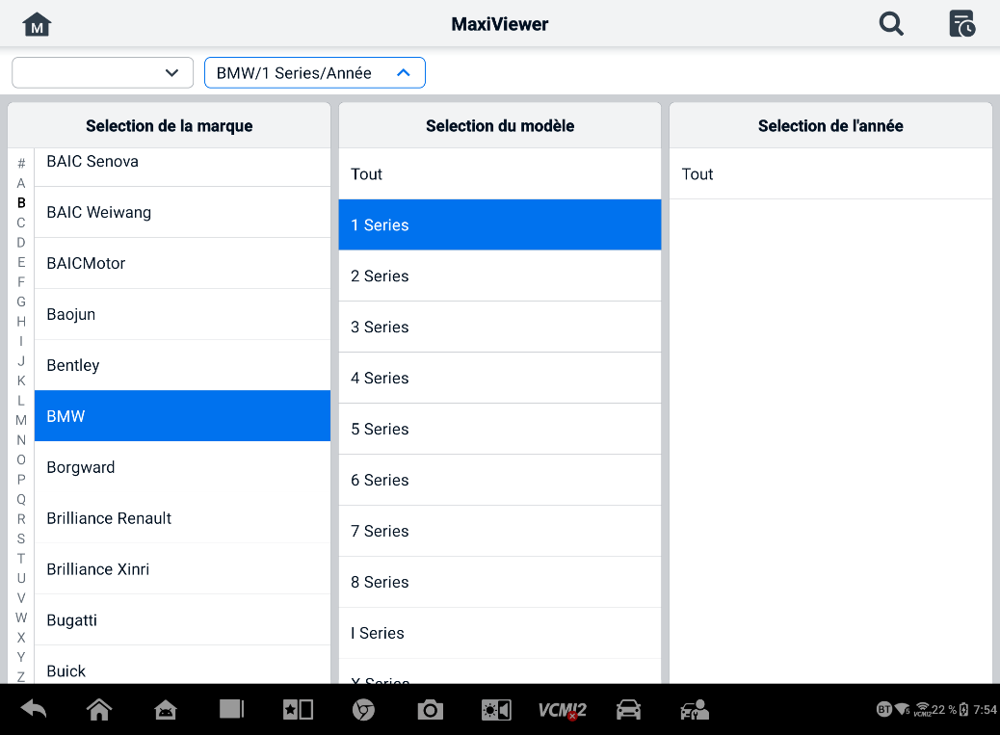 M
MaxiViewer
BMW/1 Series/Année
Selection de la marque
Selection du modèle
Selection de l'année
#
A
B
C
D
E
F
G
H
I
J
K
L
M
N
O
P
Q
R
S
T
U
V
W
X
Y
Z
BAIC Senova
BAIC Weiwang
BAICMotor
Baojun
Bentley
BMW
Borgward
Brilliance Renault
Brilliance Xinri
Bugatti
Buick
Tout
1 Series
2 Series
3 Series
4 Series
5 Series
6 Series
7 Series
8 Series
I Series
X Series
Tout
VCMI2
BT
5
VCMI2
22 %
7:54